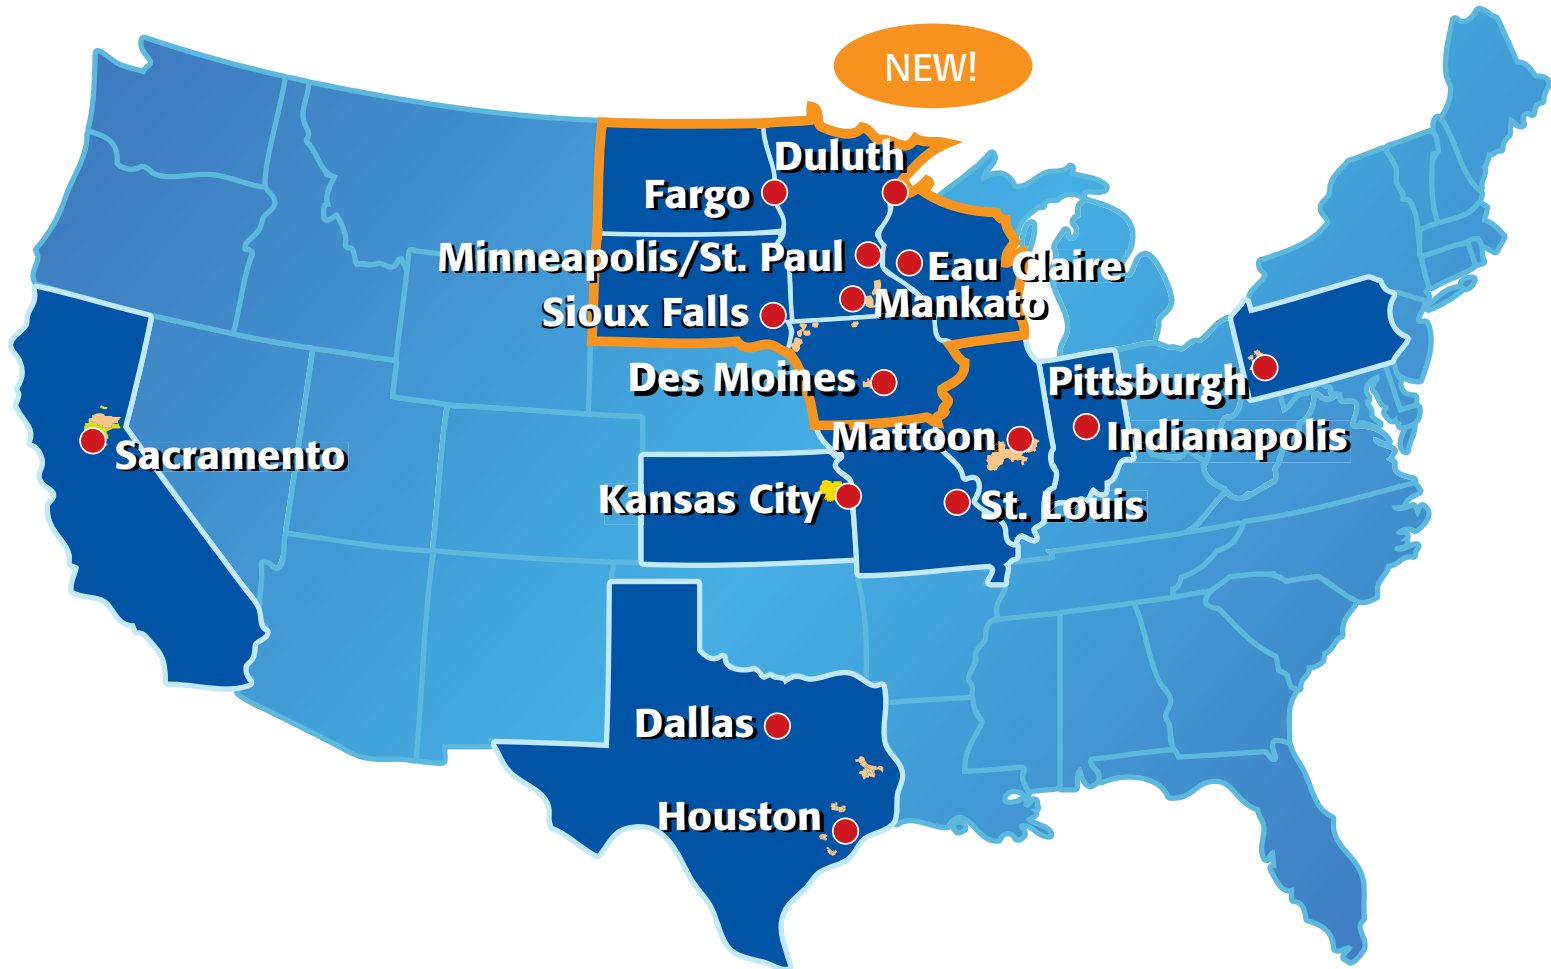 NEW!
Duluth
Fargo
Minneapolis/St. Paul
Eau Claire
Sioux Falls
Mankato
Des Moines
Pittsburgh
Mattoon
Indianapolis
Sacramento
Kansas City
St. Louis
Dallas
Houston